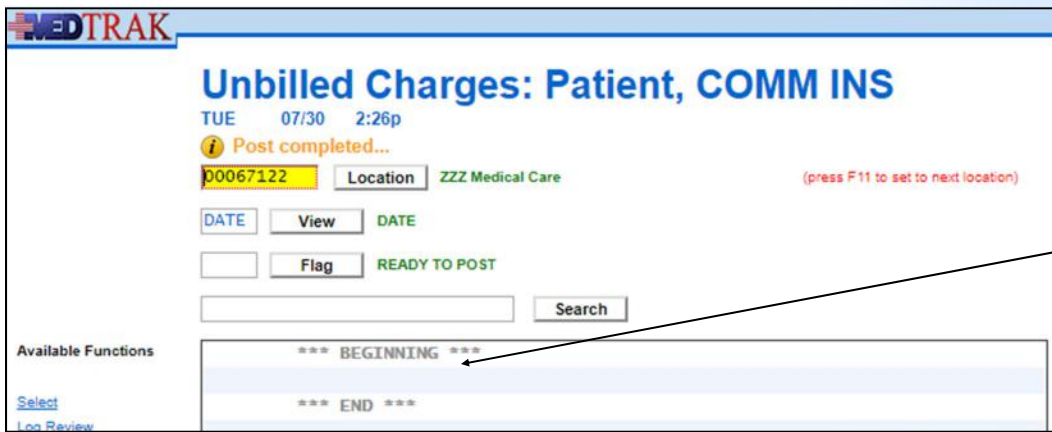 MEDTRAK
Unbilled Charges: Patient, COMM INS
TUE 07/30 2:26p
i Post completed...
00067122 Location ZZZ Medical Care (press F11 to set to next location)
DATE View DATE
Flag READY TO POST
Search
Available Functions
*** BEGINNING ***
Select
*** END ***
Log Review